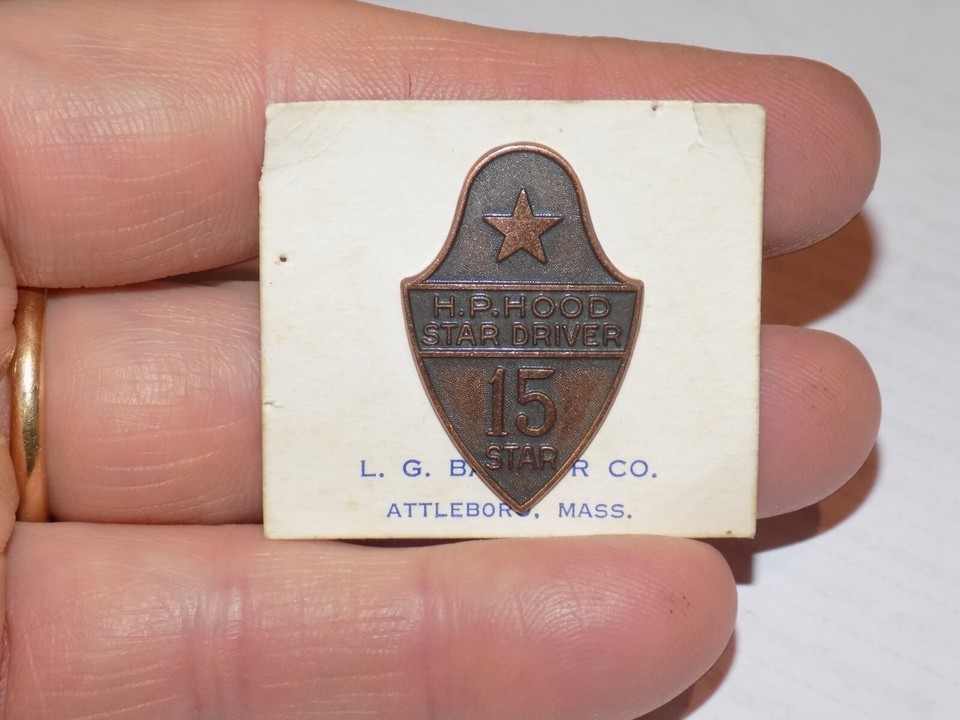 H.P. HOOD
STAR DRIVER
15
STAR
L. G. R CO.
ATTLEBORO, MASS.